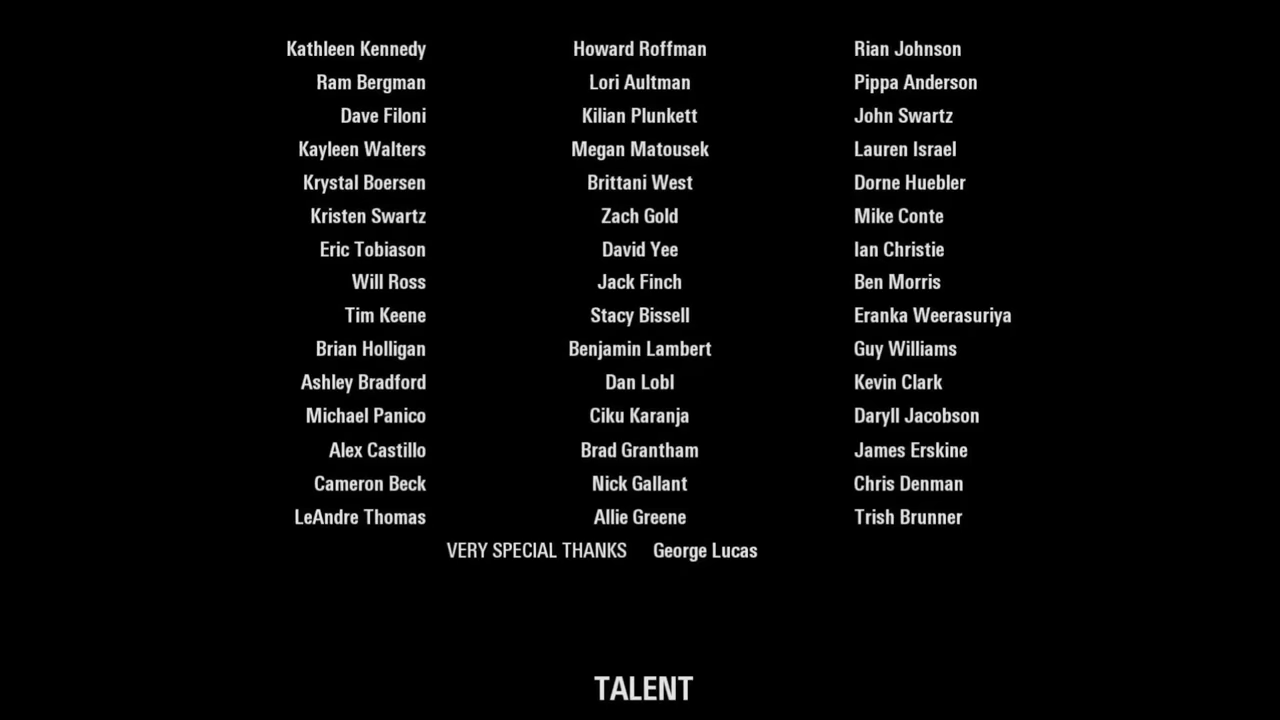 Kathleen Kennedy Howard Roffman Rian Johnson
Ram Bergman Lori Aultman Pippa Anderson
Dave Filoni Kilian Plunkett John Swartz
Kayleen Walters Megan Matousek Lauren Israel
Krystal Boersen Brittani West Dorne Huebler
Kristen Swartz Zach Gold Mike Conte
Eric Tobiason David Yee Ian Christie
Will Ross Jack Finch Ben Morris
Tim Keene Stacy Bissell Eranka Weerasuriya
Brian Holligan Benjamin Lambert Guy Williams
Ashley Bradford Dan Lobl Kevin Clark
Michael Panico Ciku Karanja Daryll Jacobson
Alex Castillo Brad Grantham James Erskine
Cameron Beck Nick Gallant Chris Denman
LeAndre Thomas Allie Greene Trish Brunner
VERY SPECIAL THANKS George Lucas
TALENT